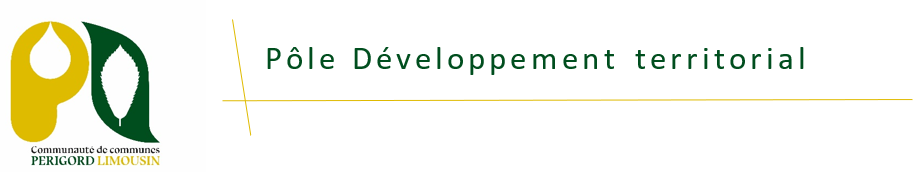 Pôle Développement territorial
Communauté de communes
PERIGORD LIMOUSIN